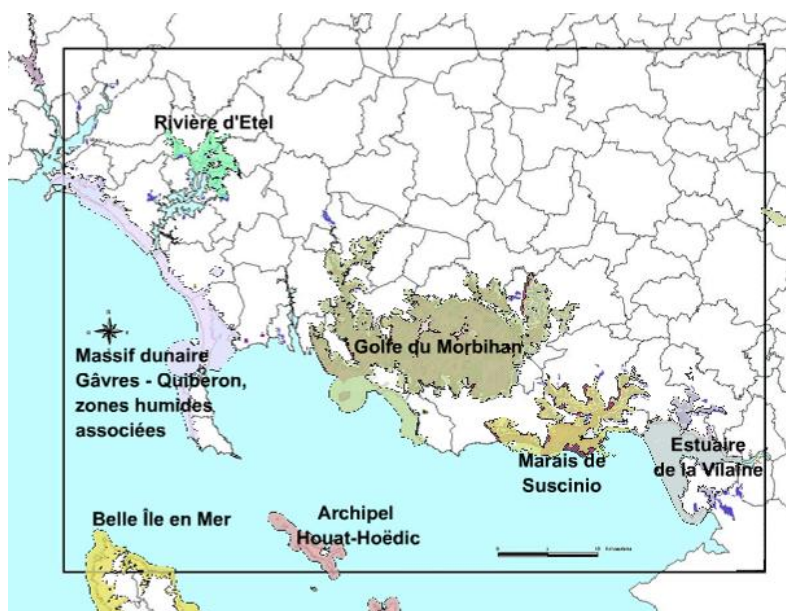 Rivière d'Etel
Golfe du Morbihan
Massif dunaire
Gâvres - Quiberon,
zones humides
associées
Marais de
Suscinio
Estuaire
de la Vilaine
Belle Île en Mer
Archipel
Houat-Hoëdic